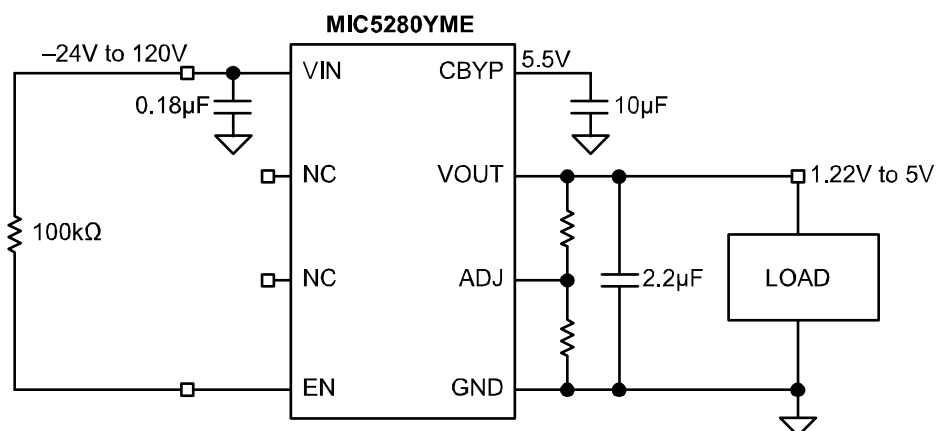 MIC5280YME
–24V to 120V
VIN
CBYP
5.5V
0.18µF
10µF
NC
VOUT
1.22V to 5V
100kΩ
NC
ADJ
2.2µF
LOAD
EN
GND